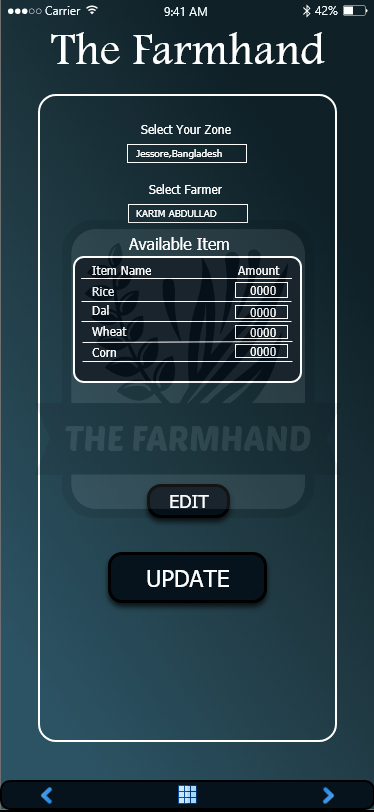 Carrier 9:41 AM 42%
The Farmhand
Select Your Zone
Jessore,Bangladesh
Select Farmer
KARIM ABDULLAD
Available Item
Item Name Amount
Rice 0000
Dal 0000
Wheat 0000
Corn 0000
THE FARMHAND
EDIT
UPDATE